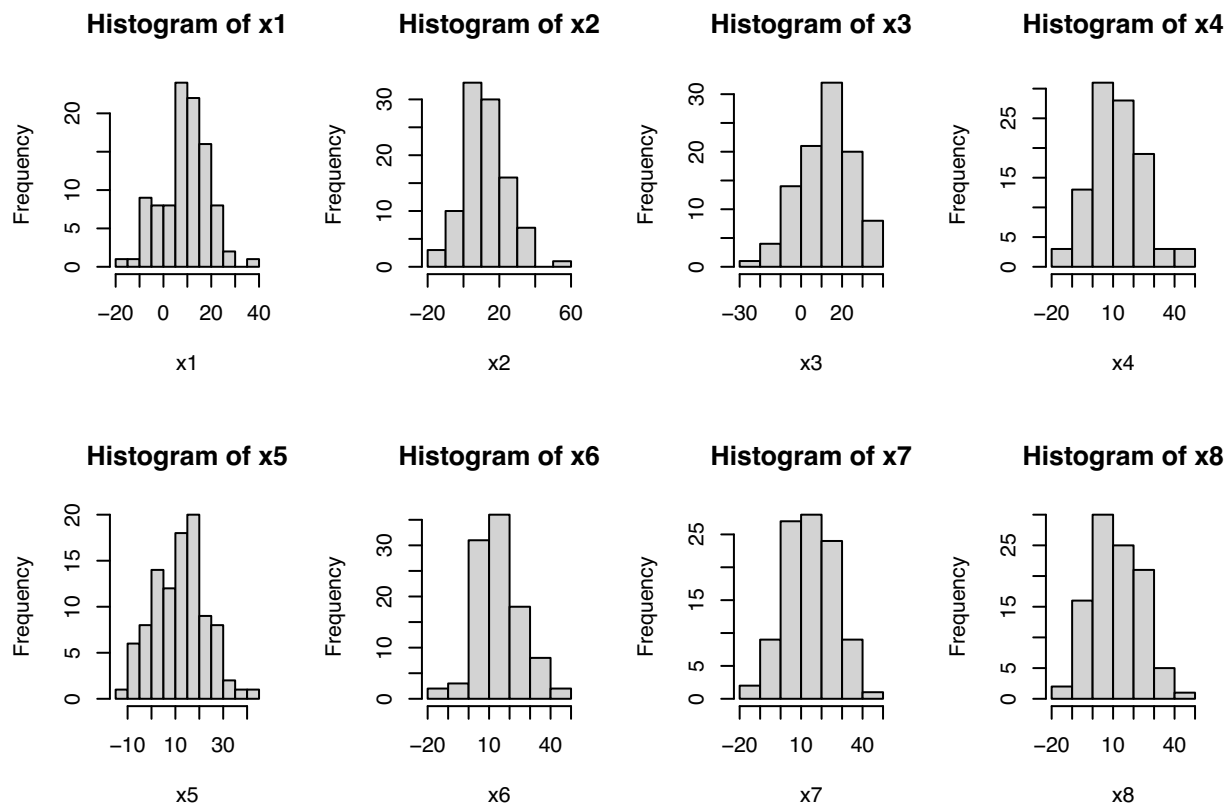 Histogram of x1
Frequency
0 5 10 20
−20 0 20 40
x1
Histogram of x2
Frequency
0 10 20 30
−20 20 60
x2
Histogram of x3
Frequency
0 10 20 30
−30 0 20
x3
Histogram of x4
Frequency
0 5 15 25
−20 10 40
x4
Histogram of x5
Frequency
0 5 10 15 20
−10 10 30
x5
Histogram of x6
Frequency
0 10 20 30
−20 10 40
x6
Histogram of x7
Frequency
0 5 15 25
−20 10 40
x7
Histogram of x8
Frequency
0 5 15 25
−20 10 40
x8